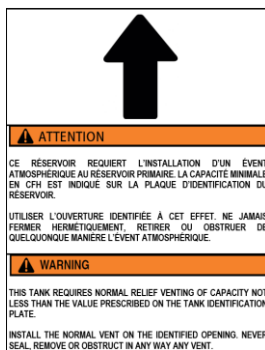 ATTENTION
CE RÉSERVOIR REQUIERT L'INSTALLATION D'UN ÉVENT
ATMOSPHÉRIQUE AU RÉSERVOIR PRIMAIRE. LA CAPACITÉ MINIMALE
EN CFH EST INDIQUÉ SUR LA PLAQUE D'IDENTIFICATION DU
RÉSERVOIR.
UTILISER L'OUVERTURE IDENTIFIÉE À CET EFFET. NE JAMAIS
FERMER HERMÉTIQUEMENT, RETIRER OU OBSTRUER DE
QUELQUONQUE MANIÈRE L'ÉVENT ATMOSPHÉRIQUE.
WARNING
THIS TANK REQUIRES NORMAL RELIEF VENTING OF CAPACITY NOT
LESS THAN THE VALUE PRESCRIBED ON THE TANK IDENTIFICATION
PLATE.
INSTALL THE NORMAL VENT ON THE IDENTIFIED OPENING. NEVER
SEAL, REMOVE OR OBSTRUCT IN ANY WAY ANY VENT.